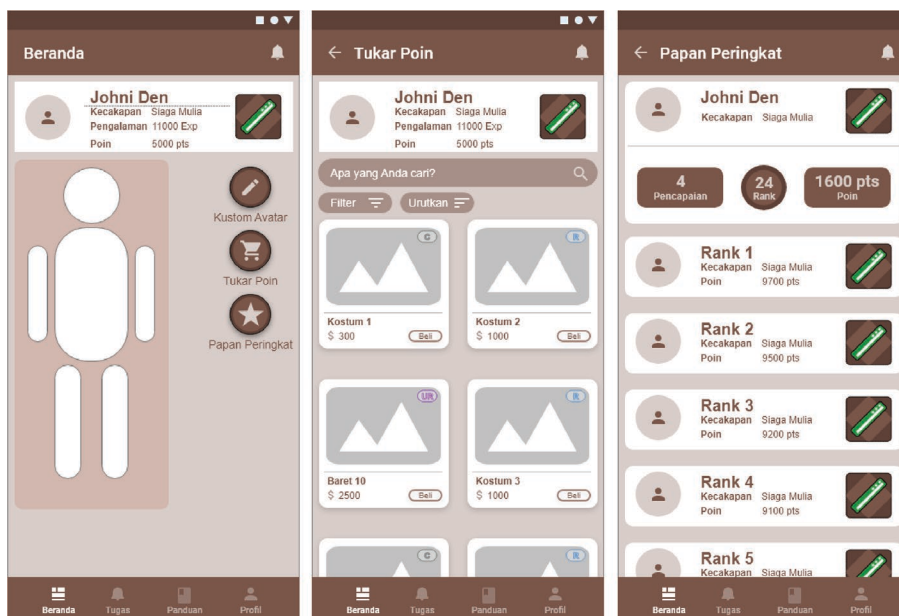 Beranda
Johni Den
Kecakapan Siaga Mulia
Pengalaman 11000 Exp
Poin 5000 pts
Kustom Avatar
Tukar Poin
Papan Peringkat
Beranda Tugas Panduan Profil
Tukar Poin
Johni Den
Kecakapan Siaga Mulia
Pengalaman 11000 Exp
Poin 5000 pts
Apa yang Anda cari?
Filter Urutkan
C R
Kostum 1 Kostum 2
$ 300 Beli $ 1000 Beli
UR R
Baret 10 Kostum 3
$ 2500 Beli $ 1000 Beli
C R
Beranda Tugas Panduan Profil
Papan Peringkat
Johni Den
Kecakapan Siaga Mulia
4 24 1600 pts
Pencapaian Rank Poin
Rank 1
Kecakapan Siaga Mulia
Poin 9700 pts
Rank 2
Kecakapan Siaga Mulia
Poin 9500 pts
Rank 3
Kecakapan Siaga Mulia
Poin 9200 pts
Rank 4
Kecakapan Siaga Mulia
Poin 9100 pts
Rank 5
Kecakapan Siaga Mulia
Beranda Tugas Panduan Profil